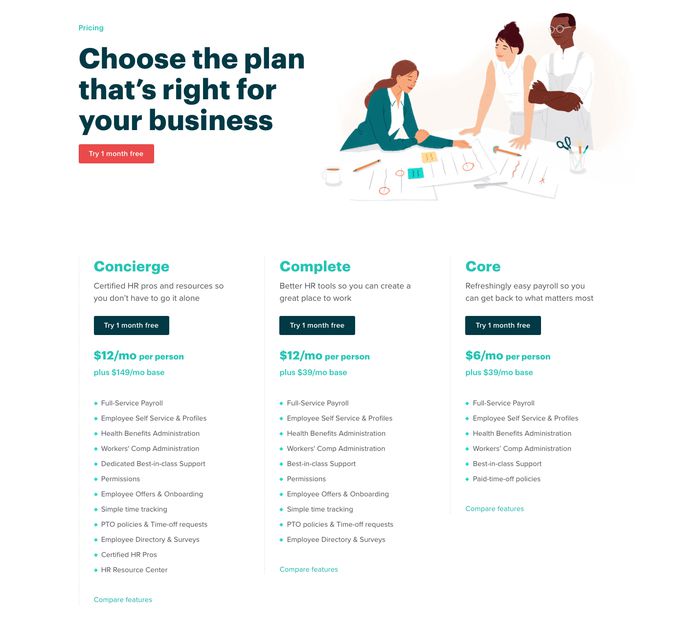 Pricing
Choose the plan
that's right for
your business
Try 1 month free
Concierge
Certified HR pros and resources so
you don't have to go it alone
Try 1 month free
$12/mo per person
plus $149/mo base
Full-Service Payroll
Employee Self Service & Profiles
Health Benefits Administration
Workers' Comp Administration
Dedicated Best-in-class Support
Permissions
Employee Offers & Onboarding
Simple time tracking
PTO policies & Time-off requests
Employee Directory & Surveys
Certified HR Pros
HR Resource Center
Compare features
Complete
Better HR tools so you can create a
great place to work
Try 1 month free
$12/mo per person
plus $39/mo base
Full-Service Payroll
Employee Self Service & Profiles
Health Benefits Administration
Workers' Comp Administration
Best-in-class Support
Permissions
Employee Offers & Onboarding
Simple time tracking
PTO policies & Time-off requests
Employee Directory & Surveys
Compare features
Core
Refreshingly easy payroll so you
can get back to what matters most
Try 1 month free
$6/mo per person
plus $39/mo base
Full-Service Payroll
Employee Self Service & Profiles
Health Benefits Administration
Workers' Comp Administration
Best-in-class Support
Paid-time-off policies
Compare features